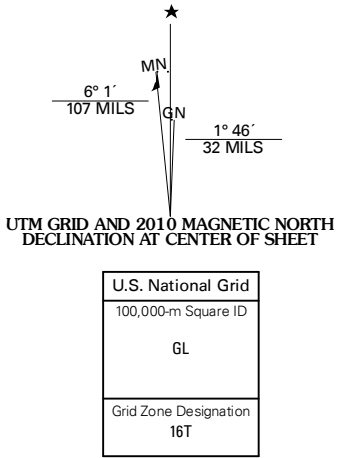 ★
MN.
6° 1´
107 MILS
GN
1° 46´
32 MILS
UTM GRID AND 2010 MAGNETIC NORTH
DECLINATION AT CENTER OF SHEET
U.S. National Grid
100,000-m Square ID
GL
Grid Zone Designation
16T